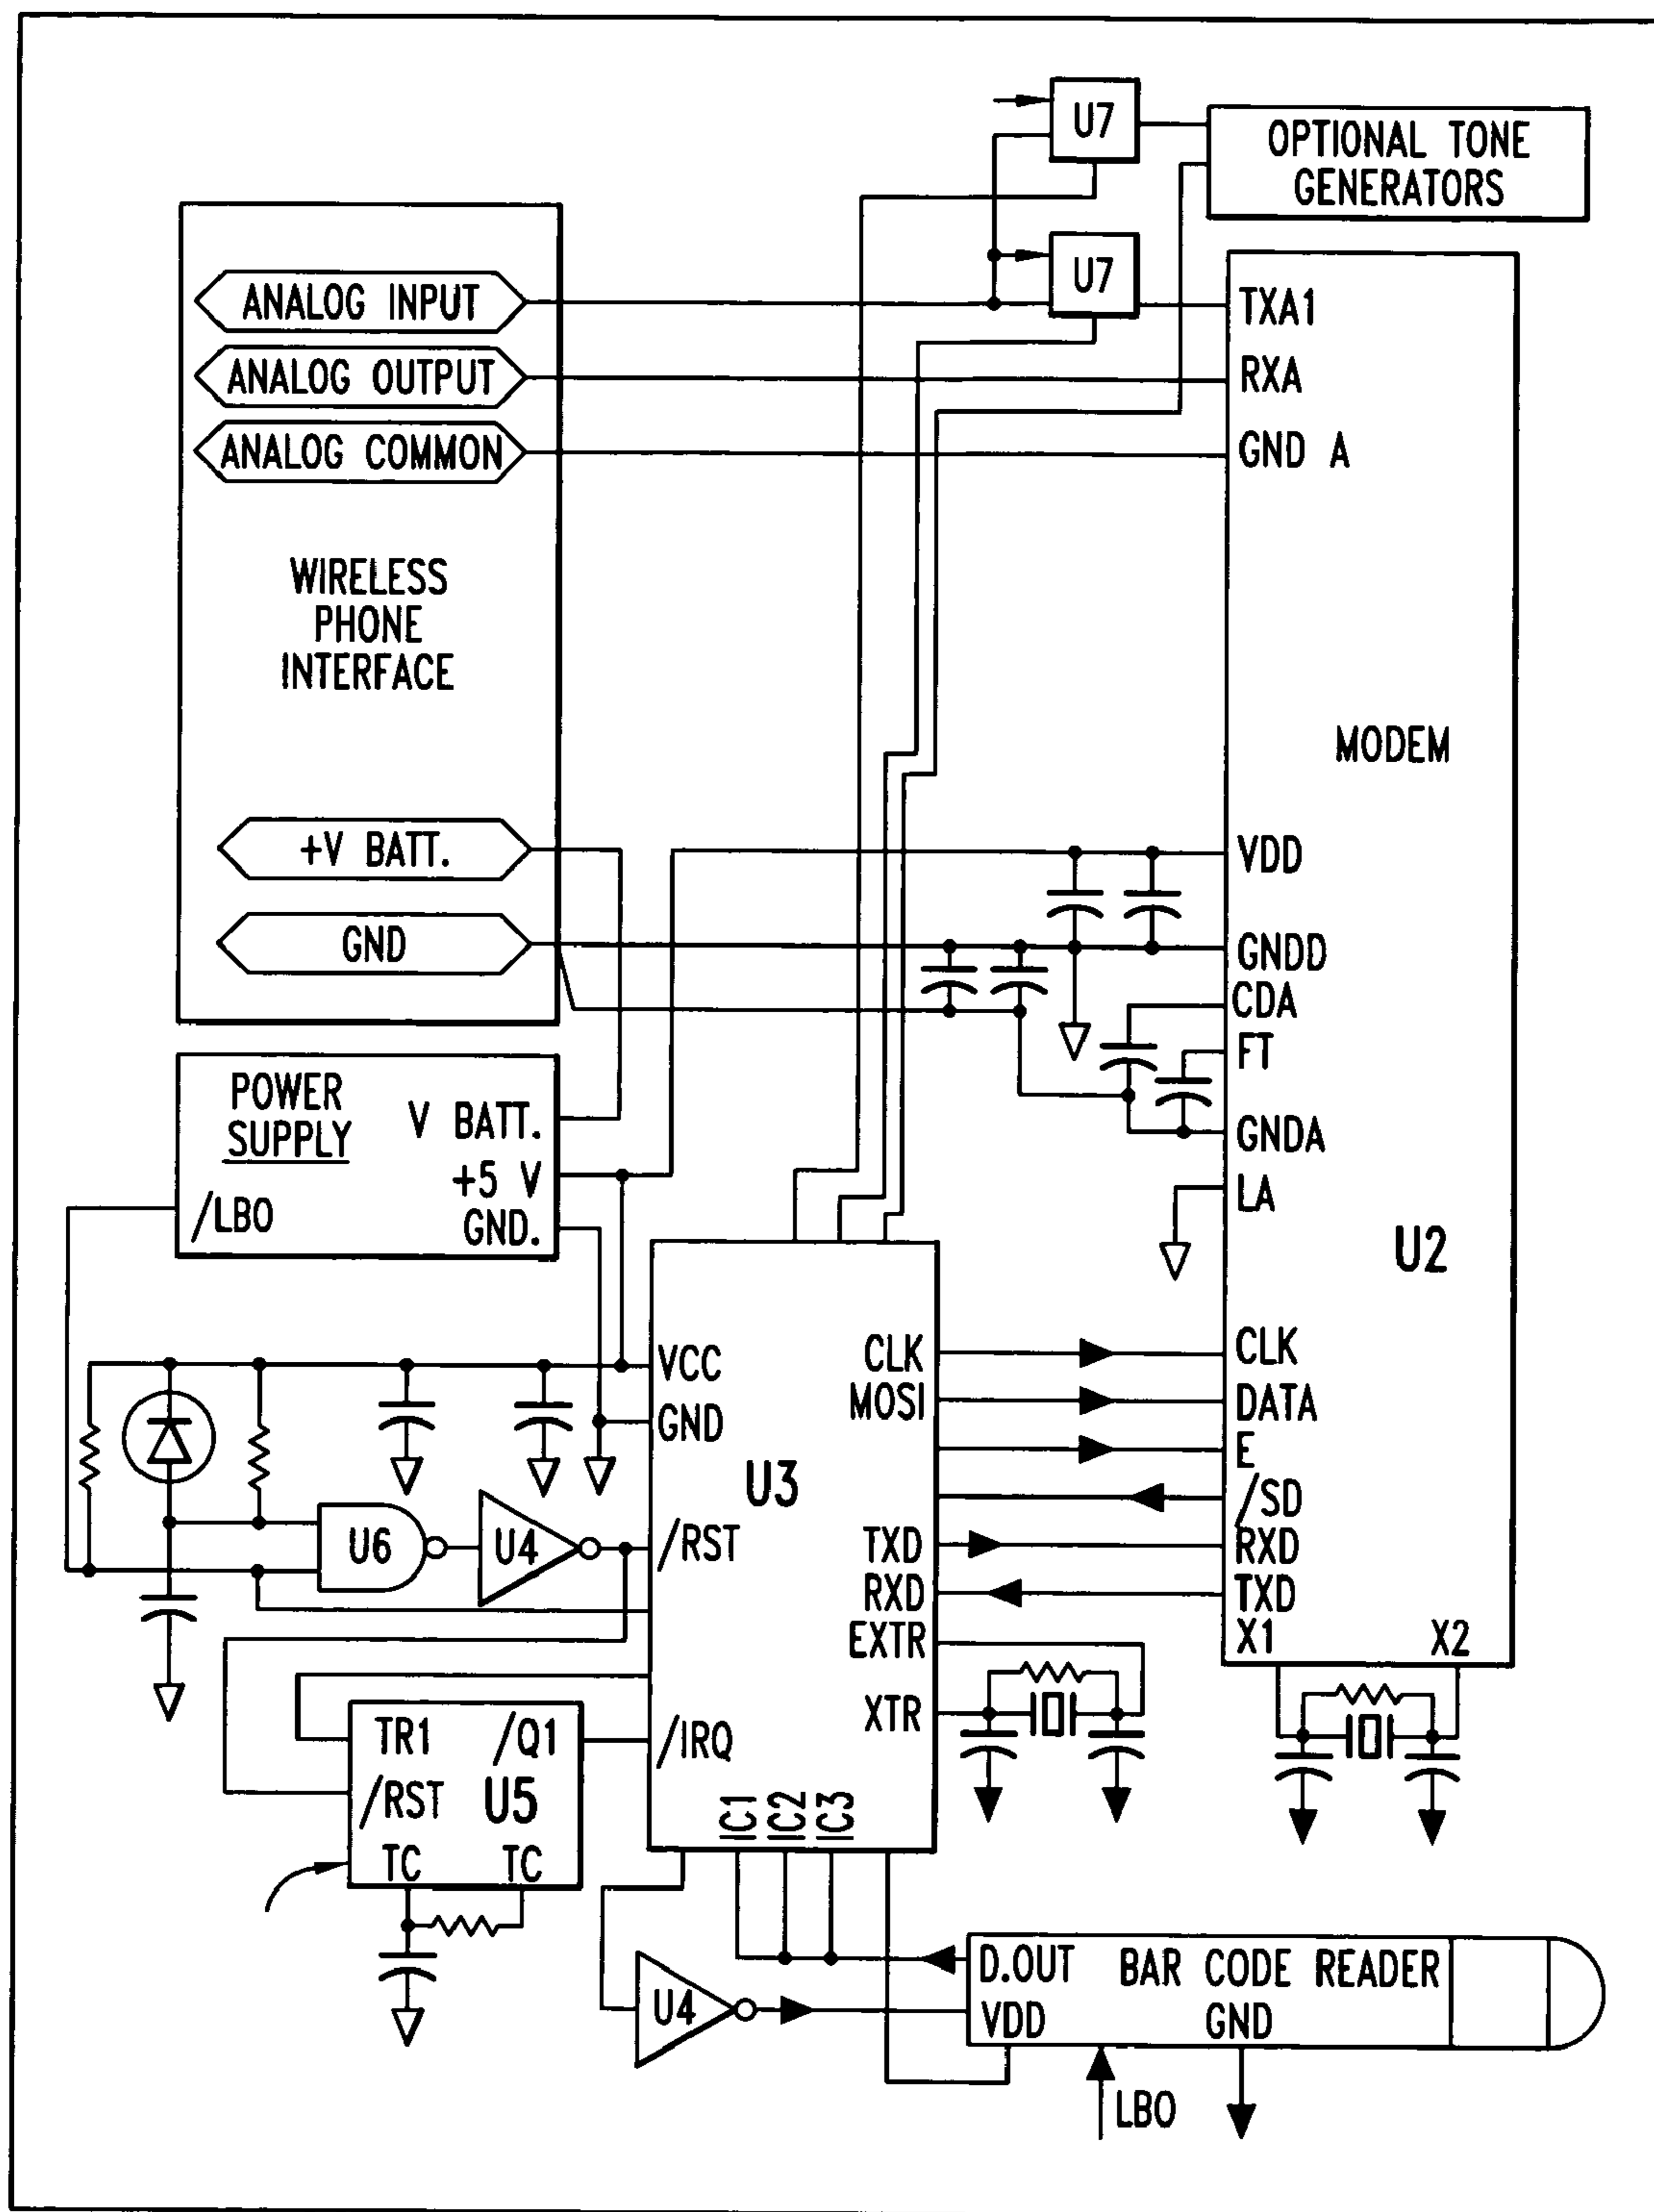 U7
OPTIONAL TONE
GENERATORS
U7
ANALOG INPUT
TXA1
ANALOG OUTPUT
RXA
ANALOG COMMON
GND A
WIRELESS
PHONE
INTERFACE
MODEM
+V BATT.
VDD
GND
GNDD
CDA
FT
GNDA
LA
U2
POWER
SUPPLY
V BATT.
+5 V
GND.
/LBO
VCC
GND
U3
/RST
/IRQ
CLK
MOSI
TXD
RXD
EXTR
XTR
IC1
IC2
IC3
CLK
DATA
E
/SD
RXD
TXD
X1
X2
U6
U4
TR1
/Q1
/RST
U5
TC
TC
U4
D.OUT
BAR CODE READER
VDD
GND
LBO